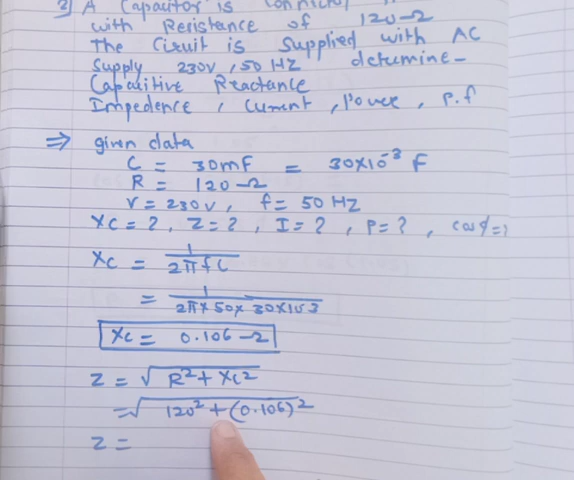 2) A Capacitor is
with Resistance of 120-Ω
The Circuit is Supplied with AC
Supply 230V, 50 HZ determine-
Capacitive Reactance
Impedence, Current, Power, P.f
⇒ given data
C = 30mF = 30×10⁻³ F
R = 120-Ω
V = 230V, f = 50 HZ
XC = ?, Z = ?, I = ?, P = ?, cosφ = ?
XC = 1/2πfC
= 1/2π×50×30×10⁻³
XC = 0.106-Ω
Z = √R²+XC²
= √120²+(0.106)²
Z =